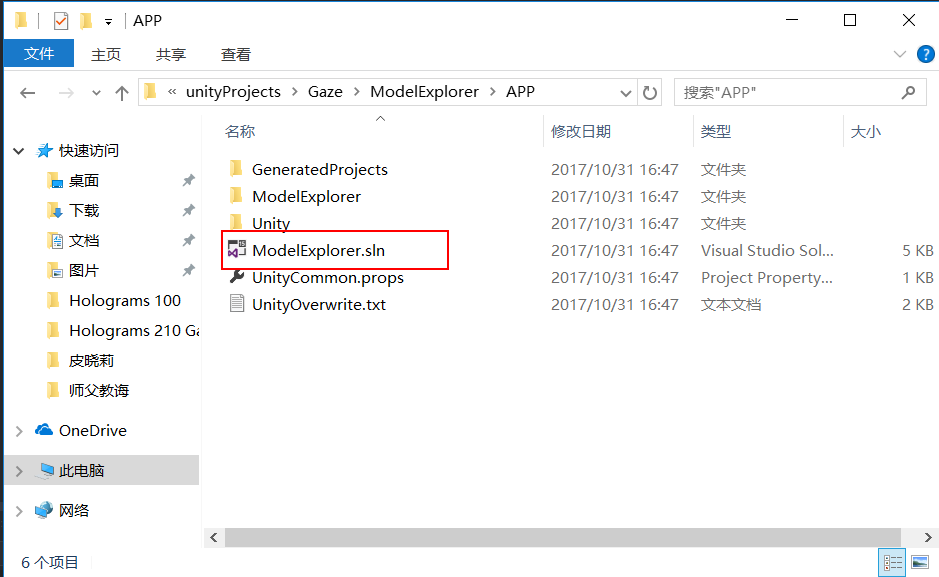 APP
文件 主页 共享 查看
« unityProjects > Gaze > ModelExplorer > APP 搜索"APP"
名称 修改日期 类型 大小
快速访问
桌面
下载
文档
图片
Holograms 100
Holograms 210 Ga
皮晓莉
师父教诲
OneDrive
此电脑
网络
GeneratedProjects 2017/10/31 16:47 文件夹
ModelExplorer 2017/10/31 16:47 文件夹
Unity 2017/10/31 16:47 文件夹
ModelExplorer.sln 2017/10/31 16:47 Visual Studio Sol... 5 KB
UnityCommon.props 2017/10/31 16:47 Project Property... 1 KB
UnityOverwrite.txt 2017/10/31 16:47 文本文档 2 KB
6 个项目